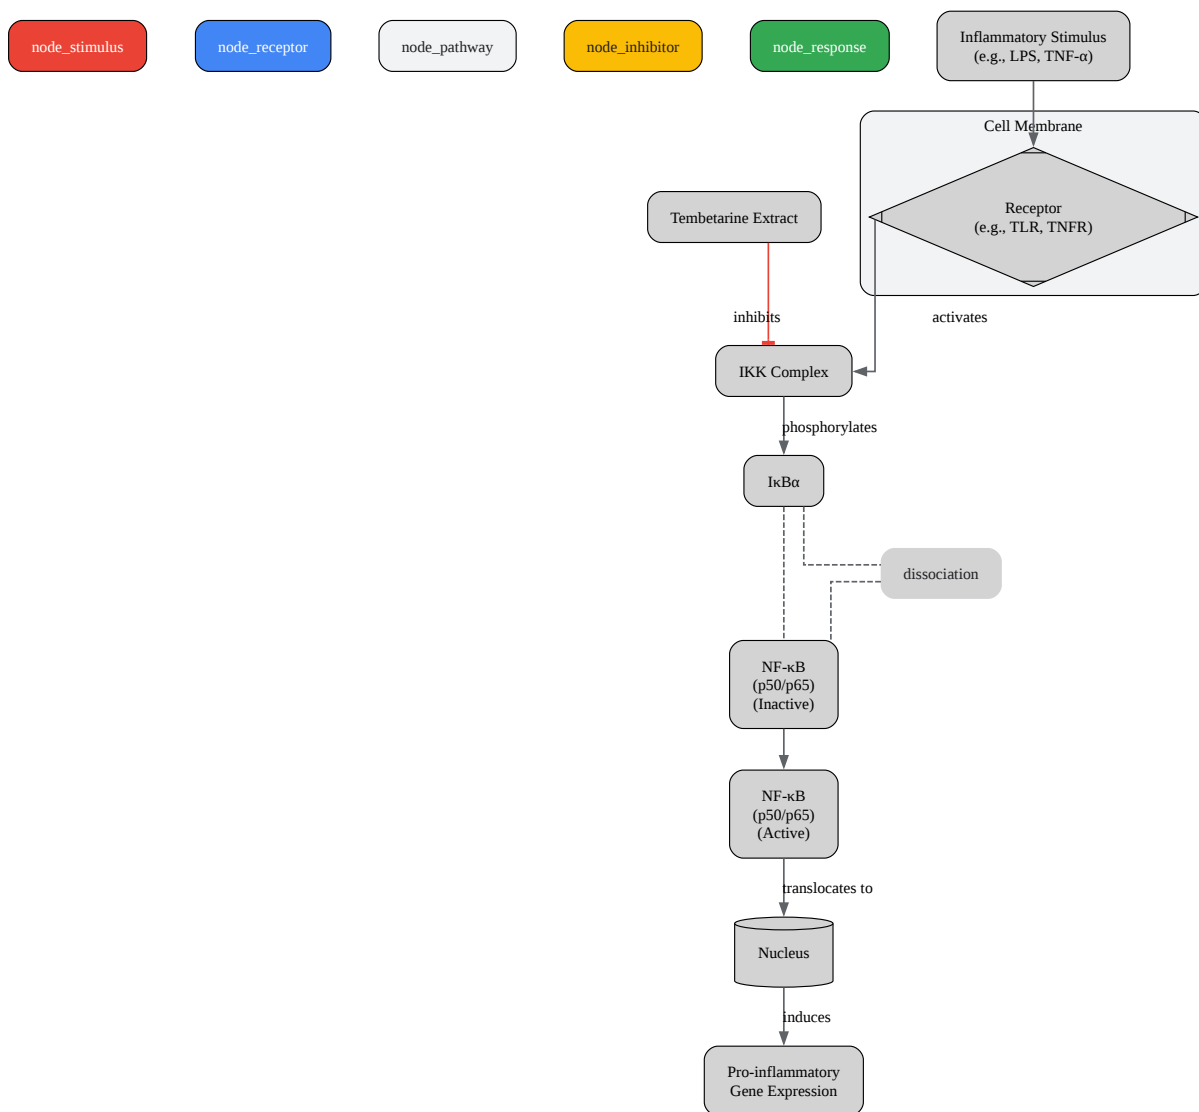 node_stimulus
node_receptor
node_pathway
node_inhibitor
node_response
Inflammatory Stimulus
(e.g., LPS, TNF-α)
Cell Membrane
Receptor
(e.g., TLR, TNFR)
Tembetarine Extract
inhibits
activates
IKK Complex
phosphorylates
IκBα
dissociation
NF-κB
(p50/p65)
(Inactive)
NF-κB
(p50/p65)
(Active)
translocates to
Nucleus
induces
Pro-inflammatory
Gene Expression